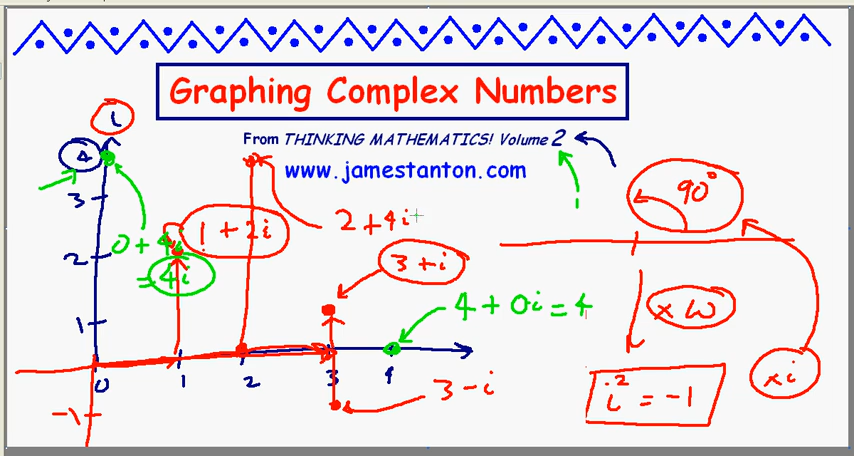 Graphing Complex Numbers
From THINKING MATHEMATICS! Volume 2
www.jamestanton.com
i
4
3
2
1
0
-1
1
2
3
4
0+4i
=4i
1+2i
2+4i
3+i
4+0i=4
3-i
90°
xi
i²=-1